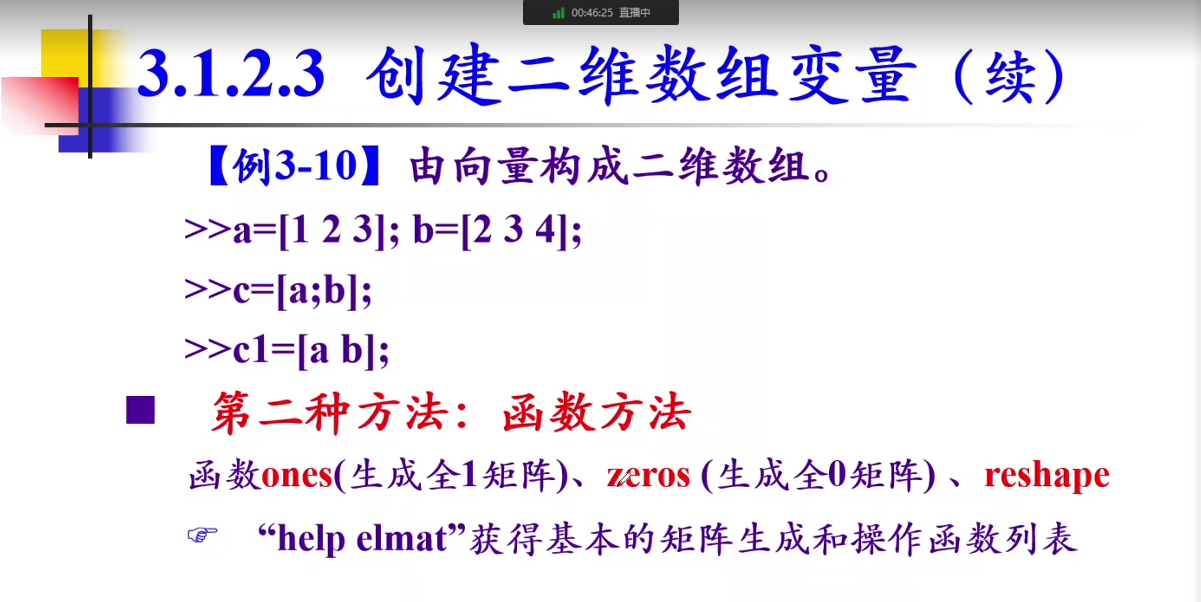 00:46:25 直播中
3.1.2.3 创建二维数组变量（续）
【例3-10】由向量构成二维数组。
>>a=[1 2 3]; b=[2 3 4];
>>c=[a;b];
>>c1=[a b];
第二种方法：函数方法
函数ones(生成全1矩阵)、zeros (生成全0矩阵) 、reshape
“help elmat”获得基本的矩阵生成和操作函数列表